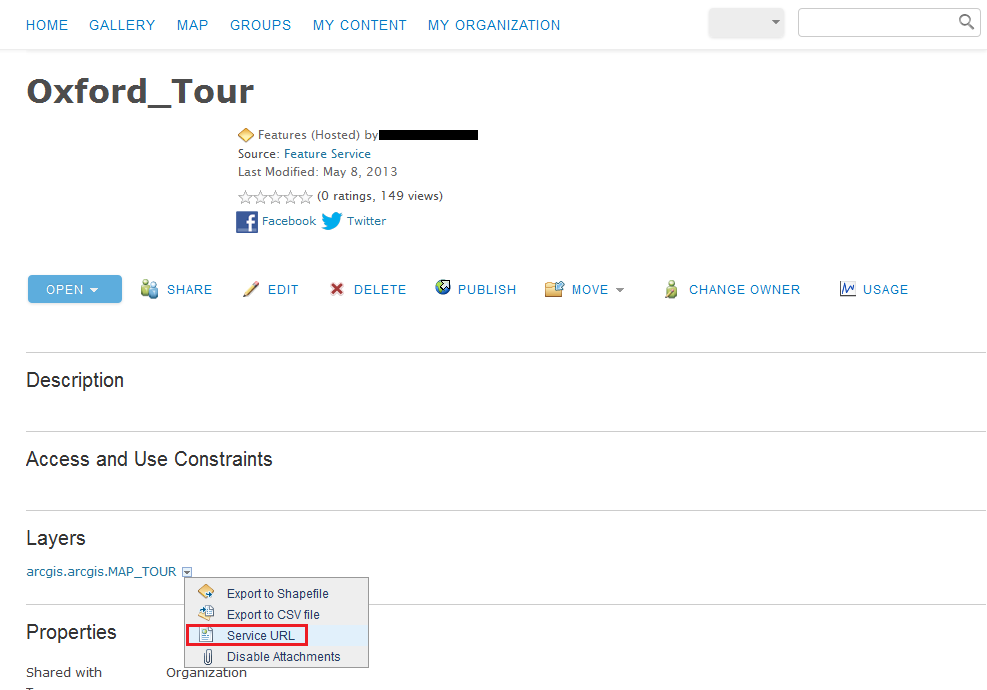 HOME GALLERY MAP GROUPS MY CONTENT MY ORGANIZATION
Oxford_Tour
Features (Hosted) by
Source: Feature Service
Last Modified: May 8, 2013
(0 ratings, 149 views)
Facebook Twitter
OPEN SHARE EDIT DELETE PUBLISH MOVE CHANGE OWNER USAGE
Description
Access and Use Constraints
Layers
arcgis.arcgis.MAP_TOUR
Export to Shapefile
Export to CSV file
Service URL
Disable Attachments
Properties
Shared with Organization